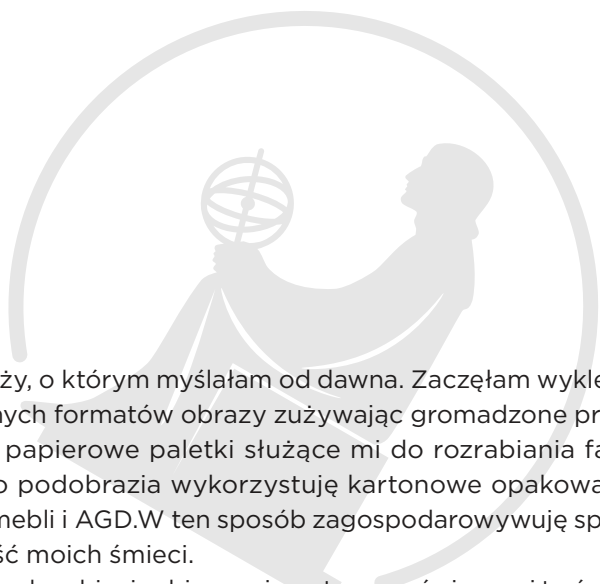 ży, o którym myślałam od dawna. Zaczęłam wykle
nych formatów obrazy zużywając gromadzone pr
papierowe paletki służące mi do rozrabiania fa
o podobrazia wykorzystuję kartonowe opakowa
mebli i AGD.W ten sposób zagospodarowywuję sp
ść moich śmieci.